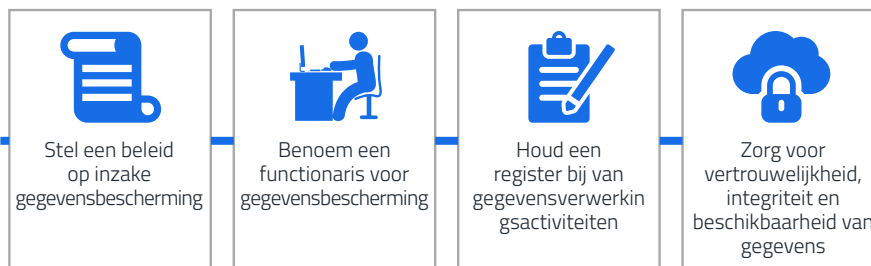 Stel een beleid
op inzake
gegevensbescherming
Benoem een
functionaris voor
gegevensbescherming
Houd een
register bij van
gegevensverwerkin
gsactiviteiten
Zorg voor
vertrouwelijkheid,
integriteit en
beschikbaarheid van
gegevens